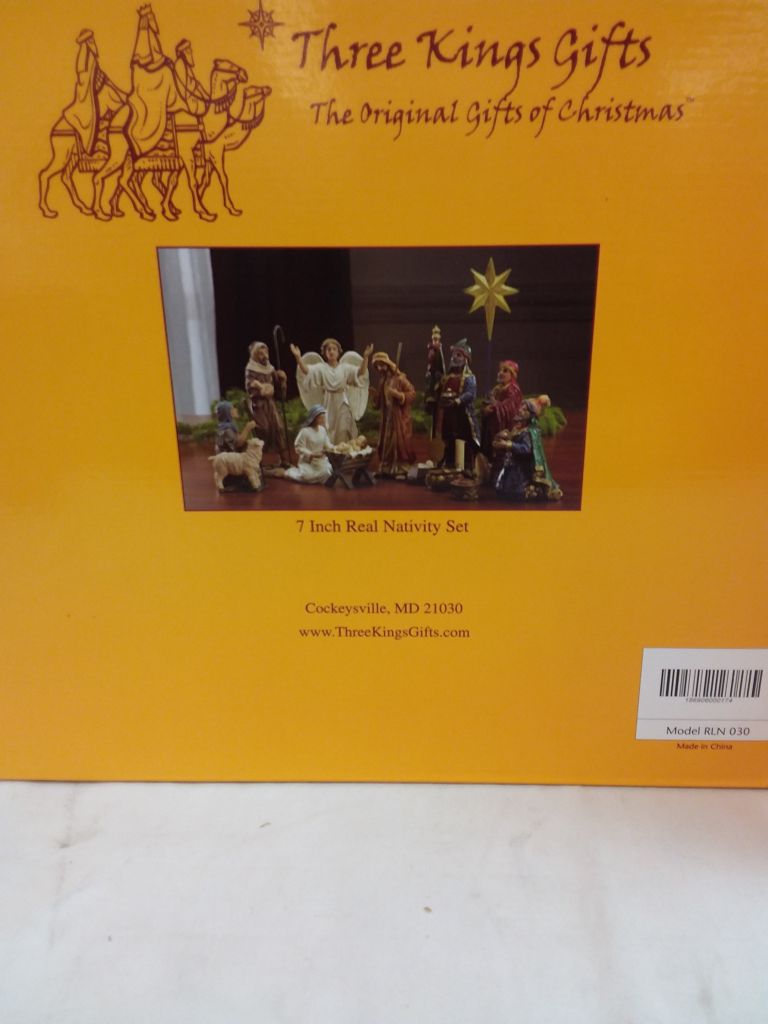 Three Kings Gifts
The Original Gifts of Christmas™
7 Inch Real Nativity Set
Cockeysville, MD 21030
www.ThreeKingsGifts.com
Model RLN 030
Made in China